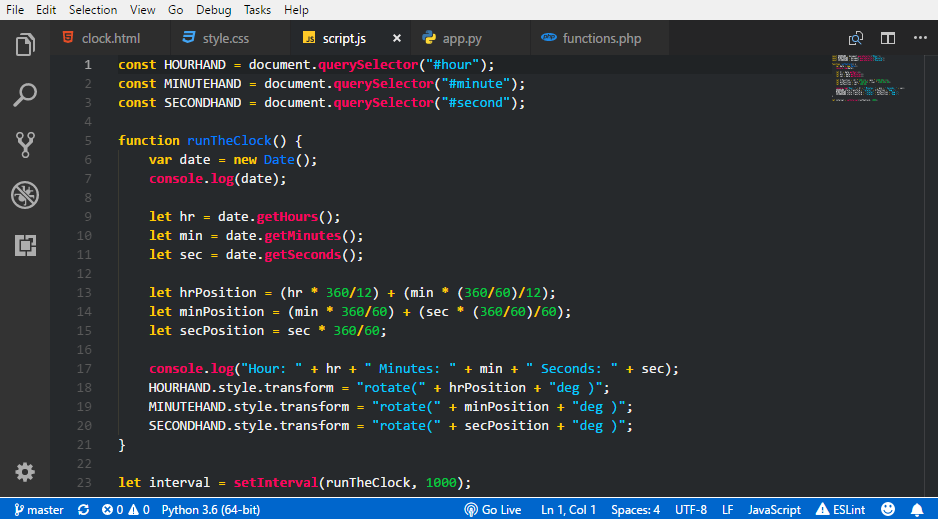 File Edit Selection View Go Debug Tasks Help
clock.html style.css script.js × app.py functions.php
1 const HOURHAND = document.querySelector("#hour");
2 const MINUTEHAND = document.querySelector("#minute");
3 const SECONDHAND = document.querySelector("#second");
4
5 function runTheClock() {
6 var date = new Date();
7 console.log(date);
8
9 let hr = date.getHours();
10 let min = date.getMinutes();
11 let sec = date.getSeconds();
12
13 let hrPosition = (hr * 360/12) + (min * (360/60)/12);
14 let minPosition = (min * 360/60) + (sec * (360/60)/60);
15 let secPosition = sec * 360/60;
16
17 console.log("Hour: " + hr + " Minutes: " + min + " Seconds: " + sec);
18 HOURHAND.style.transform = "rotate(" + hrPosition + "deg )";
19 MINUTEHAND.style.transform = "rotate(" + minPosition + "deg )";
20 SECONDHAND.style.transform = "rotate(" + secPosition + "deg )";
21 }
22
23 let interval = setInterval(runTheClock, 1000);
master 0 0 Python 3.6 (64-bit) Go Live Ln 1, Col 1 Spaces: 4 UTF-8 LF JavaScript ESLint